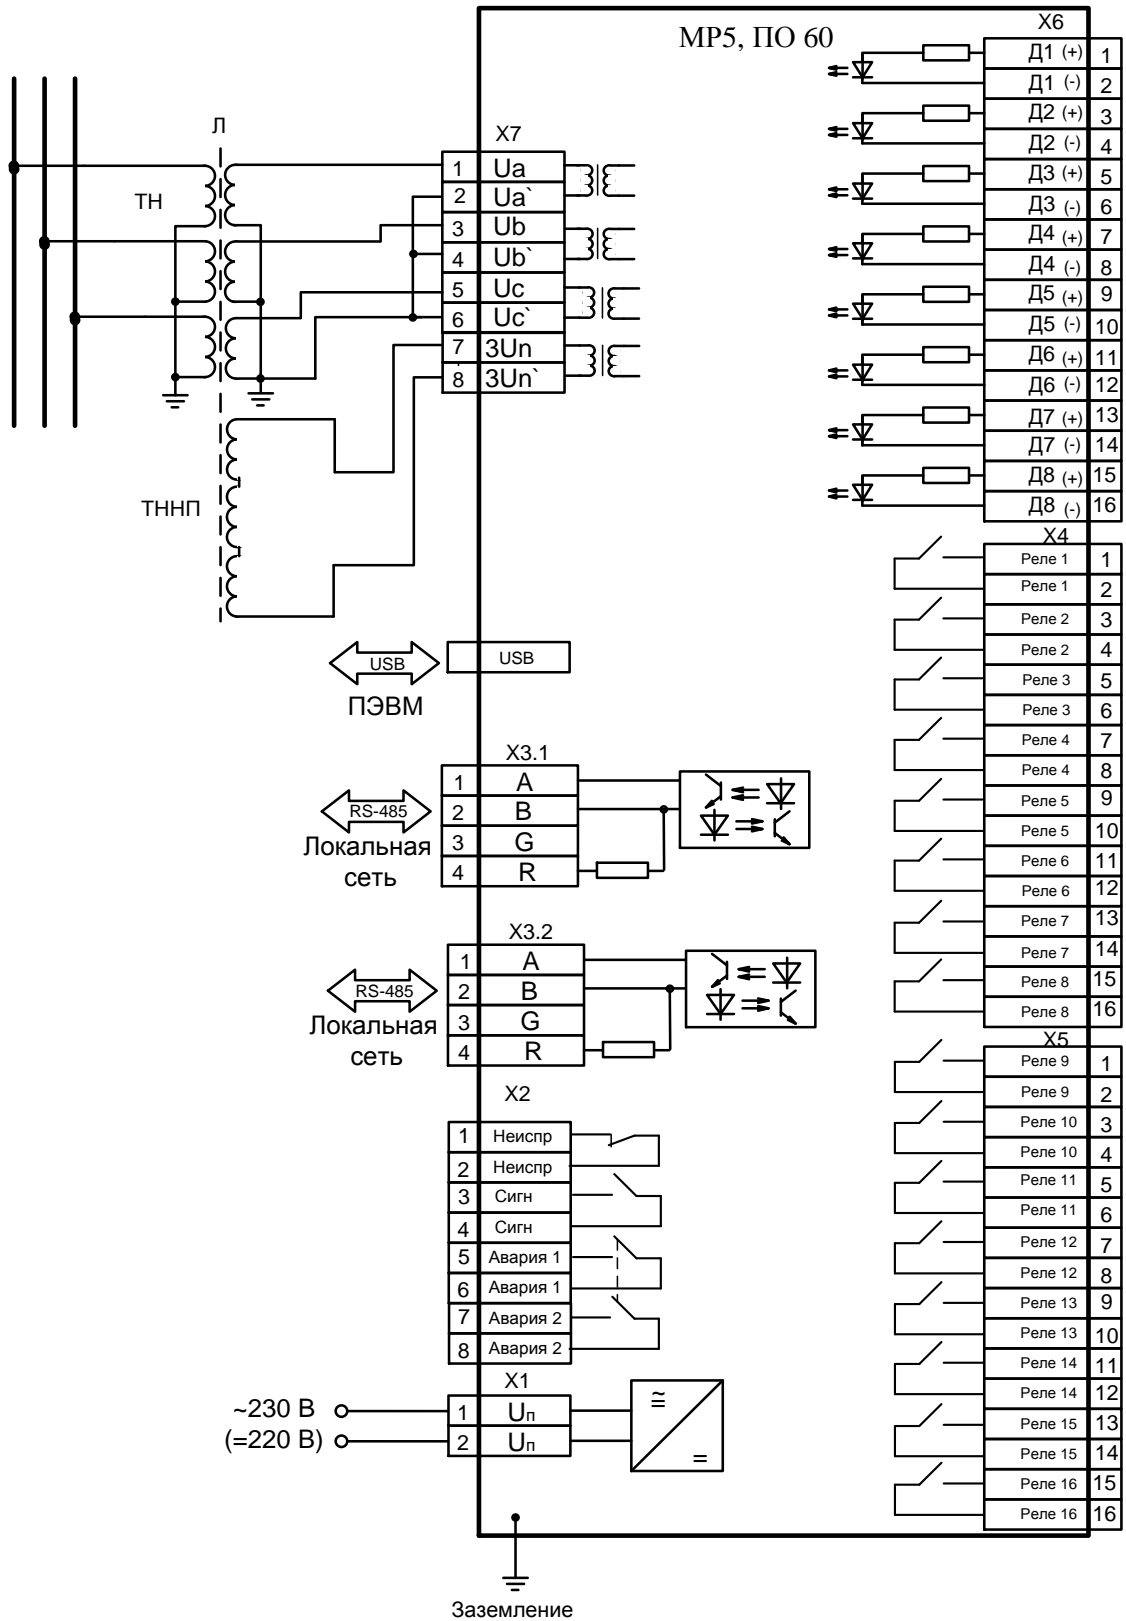 МР5, ПО 60
Л
ТН
ТННП
X7
1 Ua
2 Ua`
3 Ub
4 Ub`
5 Uc
6 Uc`
7 3Un
8 3Un`
USB
USB
ПЭВМ
X3.1
1 A
2 B
3 G
4 R
RS-485
Локальная
сеть
X3.2
1 A
2 B
3 G
4 R
RS-485
Локальная
сеть
X2
1 Неиспр
2 Неиспр
3 Сигн
4 Сигн
5 Авария 1
6 Авария 1
7 Авария 2
8 Авария 2
X1
~230 В
1 Uп
(=220 В)
2 Uп
≅
=
Заземление
X6
Д1 (+) 1
Д1 (-) 2
Д2 (+) 3
Д2 (-) 4
Д3 (+) 5
Д3 (-) 6
Д4 (+) 7
Д4 (-) 8
Д5 (+) 9
Д5 (-) 10
Д6 (+) 11
Д6 (-) 12
Д7 (+) 13
Д7 (-) 14
Д8 (+) 15
Д8 (-) 16
X4
Реле 1 1
Реле 1 2
Реле 2 3
Реле 2 4
Реле 3 5
Реле 3 6
Реле 4 7
Реле 4 8
Реле 5 9
Реле 5 10
Реле 6 11
Реле 6 12
Реле 7 13
Реле 7 14
Реле 8 15
Реле 8 16
X5
Реле 9 1
Реле 9 2
Реле 10 3
Реле 10 4
Реле 11 5
Реле 11 6
Реле 12 7
Реле 12 8
Реле 13 9
Реле 13 10
Реле 14 11
Реле 14 12
Реле 15 13
Реле 15 14
Реле 16 15
Реле 16 16